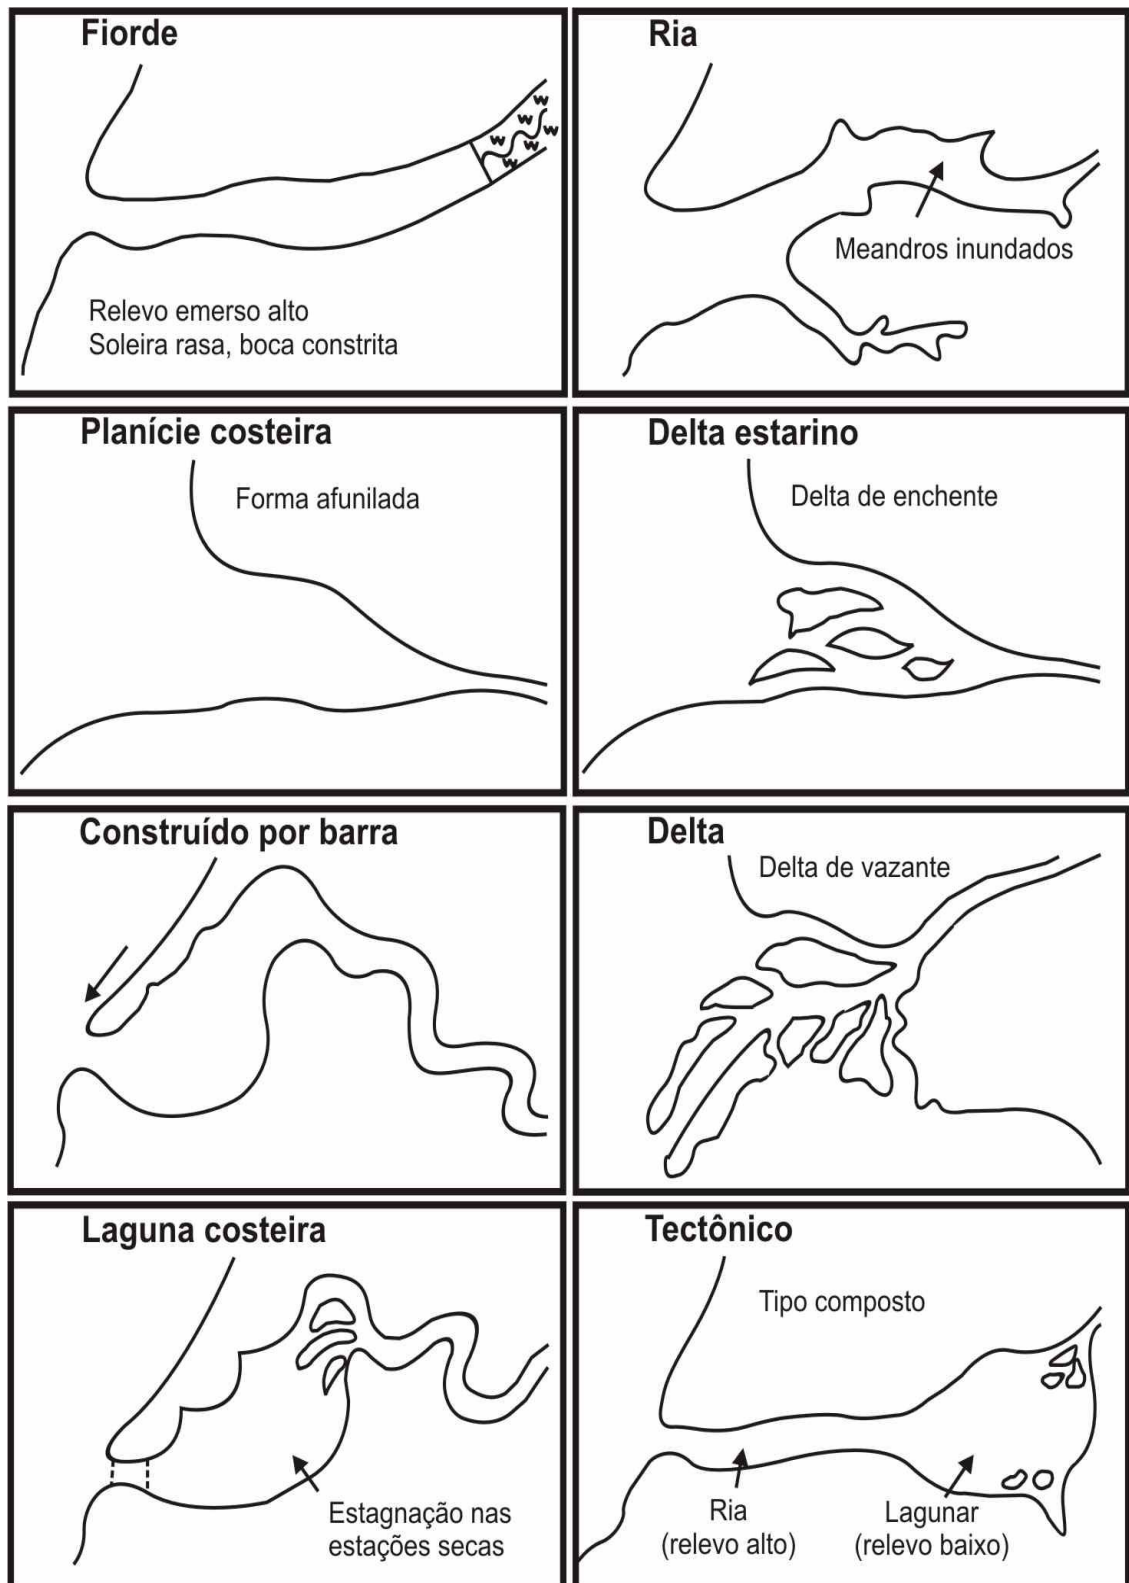 Fiorde
Relevo emerso alto
Soleira rasa, boca constrita
Ria
Meandros inundados
Planície costeira
Forma afunilada
Delta estarino
Delta de enchente
Construído por barra
Delta
Delta de vazante
Laguna costeira
Estagnação nas
estações secas
Tectônico
Tipo composto
Ria
(relevo alto)
Lagunar
(relevo baixo)